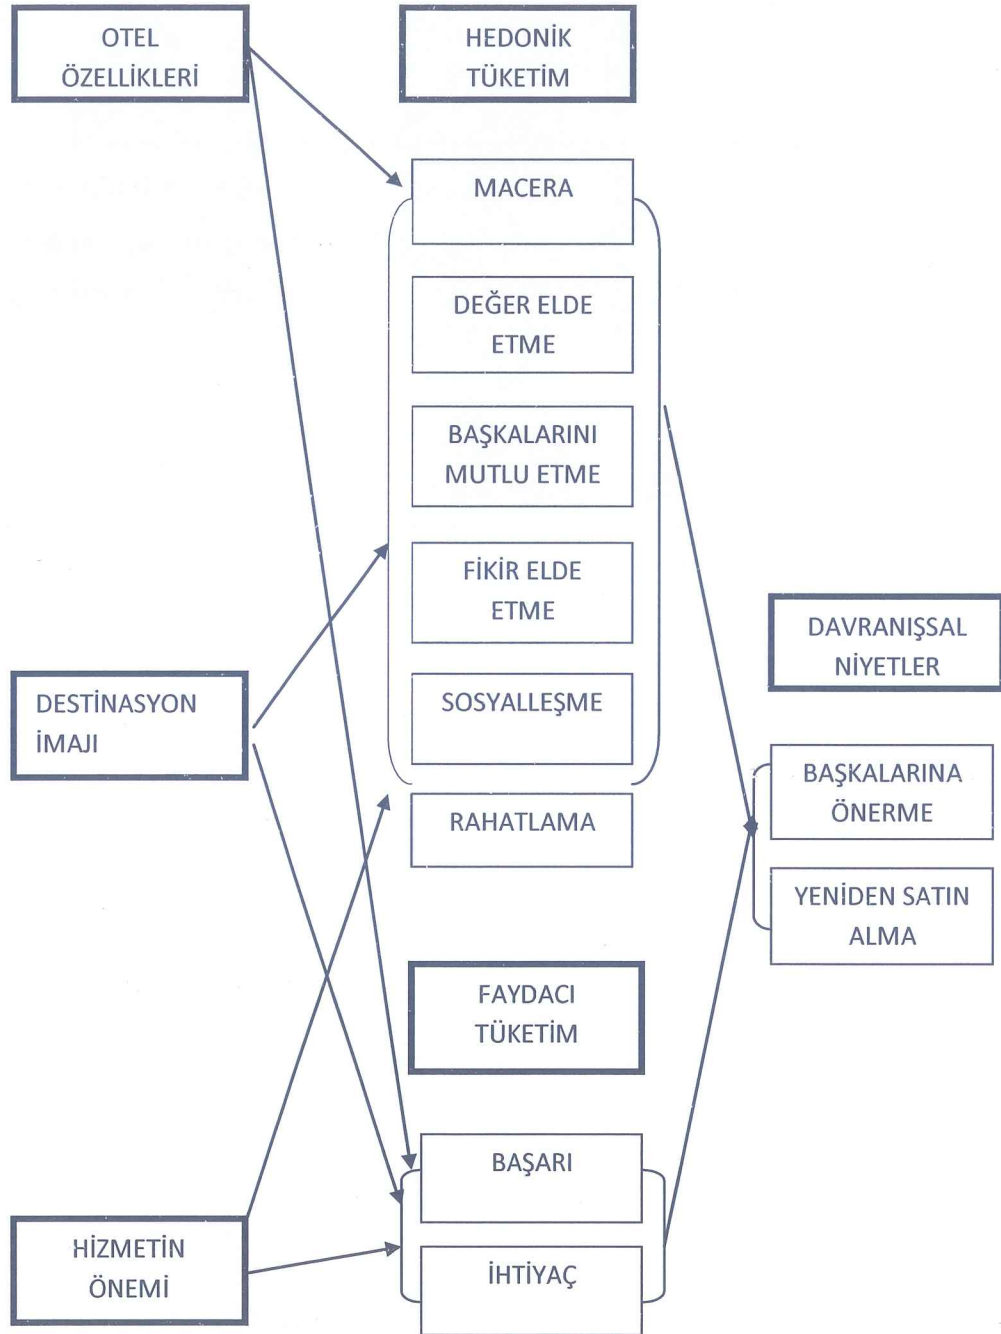 OTEL
ÖZELLİKLERİ
HEDONİK
TÜKETİM
MACERA
DEĞER ELDE
ETME
BAŞKALARINI
MUTLU ETME
FİKİR ELDE
ETME
SOSYALLEŞME
RAHATLAMA
DESTİNASYON
İMAJI
DAVRANIŞSAL
NİYETLER
BAŞKALARINA
ÖNERME
YENİDEN SATIN
ALMA
FAYDACI
TÜKETİM
BAŞARI
İHTİYAÇ
HİZMETİN
ÖNEMİ